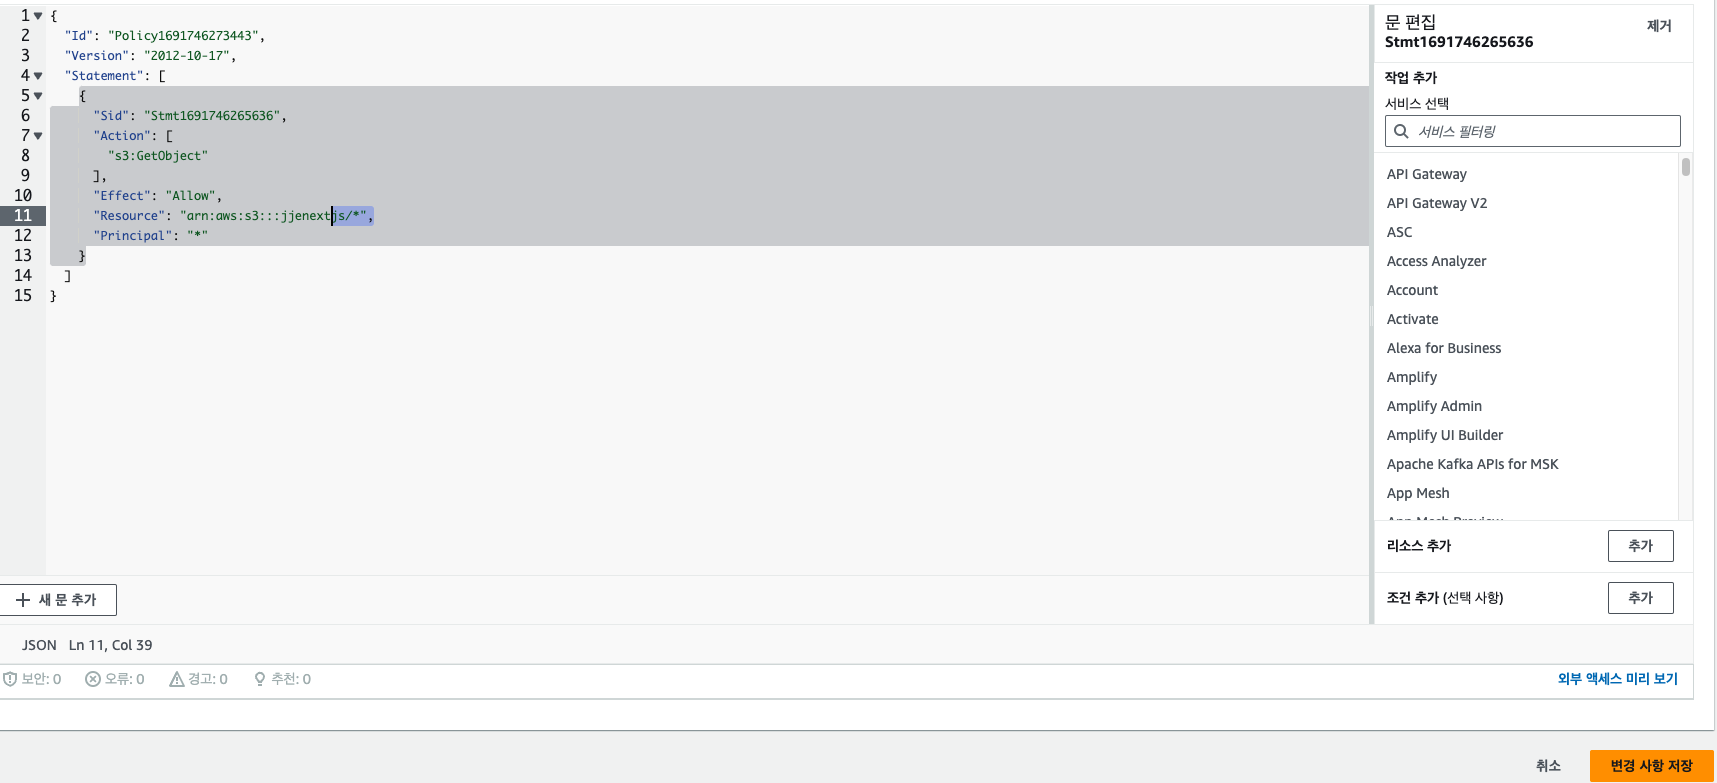 1 {
2 "Id": "Policy1691746273443",
3 "Version": "2012-10-17",
4 "Statement": [
5 {
6 "Sid": "Stmt1691746265636",
7 "Action": [
8 "s3:GetObject"
9 ],
10 "Effect": "Allow",
11 "Resource": "arn:aws:s3:::jjenextjs/*",
12 "Principal": "*"
13 }
14 ]
15 }
새 문 추가
JSON Ln 11, Col 39
보안: 0 오류: 0 경고: 0 추천: 0
문 편집
Stmt1691746265636
제거
작업 추가
서비스 선택
서비스 필터링
API Gateway
API Gateway V2
ASC
Access Analyzer
Account
Activate
Alexa for Business
Amplify
Amplify Admin
Amplify UI Builder
Apache Kafka APIs for MSK
App Mesh
App Mesh Preview
리소스 추가 추가
조건 추가 (선택 사항) 추가
외부 액세스 미리 보기
취소 변경 사항 저장